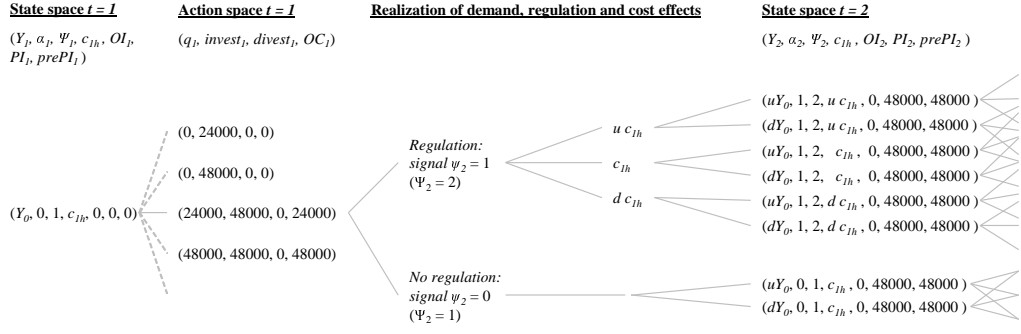 State space t = 1
Action space t = 1
Realization of demand, regulation and cost effects
State space t = 2
(Y₁, α₁, Ψ₁, c₁ₕ, OI₁,
PI₁, prePI₁)
(q₁, invest₁, divest₁, OC₁)
(Y₂, α₂, Ψ₂, c₁ₕ, OI₂, PI₂, prePI₂)
(Y₀, 0, 1, c₁ₕ, 0, 0, 0)
(0, 24000, 0, 0)
(0, 48000, 0, 0)
(24000, 48000, 0, 24000)
(48000, 48000, 0, 48000)
Regulation:
signal ψ₂ = 1
(Ψ₂ = 2)
No regulation:
signal ψ₂ = 0
(Ψ₂ = 1)
u c₁ₕ
c₁ₕ
d c₁ₕ
(uY₀, 1, 2, u c₁ₕ, 0, 48000, 48000)
(dY₀, 1, 2, u c₁ₕ, 0, 48000, 48000)
(uY₀, 1, 2, c₁ₕ, 0, 48000, 48000)
(dY₀, 1, 2, c₁ₕ, 0, 48000, 48000)
(uY₀, 1, 2, d c₁ₕ, 0, 48000, 48000)
(dY₀, 1, 2, d c₁ₕ, 0, 48000, 48000)
(uY₀, 0, 1, c₁ₕ, 0, 48000, 48000)
(dY₀, 0, 1, c₁ₕ, 0, 48000, 48000)